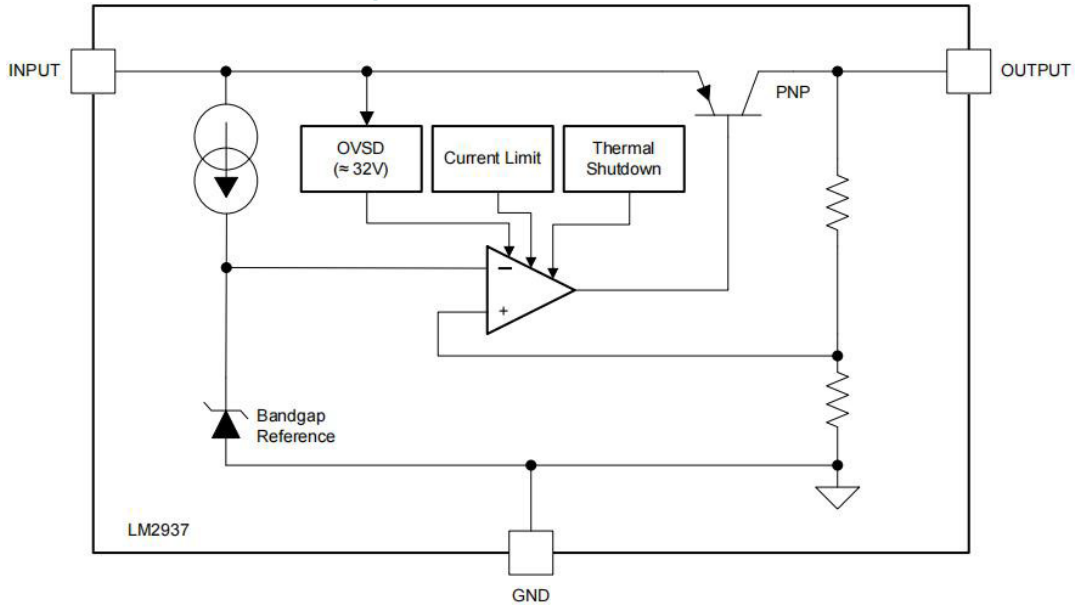 INPUT
OUTPUT
PNP
OVSD
(≈ 32V)
Current Limit
Thermal
Shutdown
−
+
Bandgap
Reference
LM2937
GND